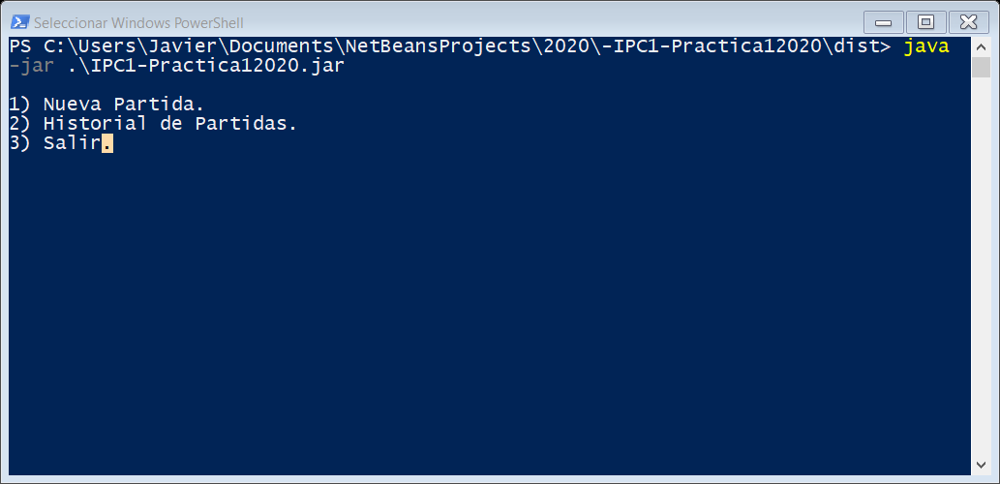 Seleccionar Windows PowerShell
PS C:\Users\Javier\Documents\NetBeansProjects\2020\-IPC1-Practica12020\dist> java
-jar .\IPC1-Practica12020.jar
1) Nueva Partida.
2) Historial de Partidas.
3) Salir.